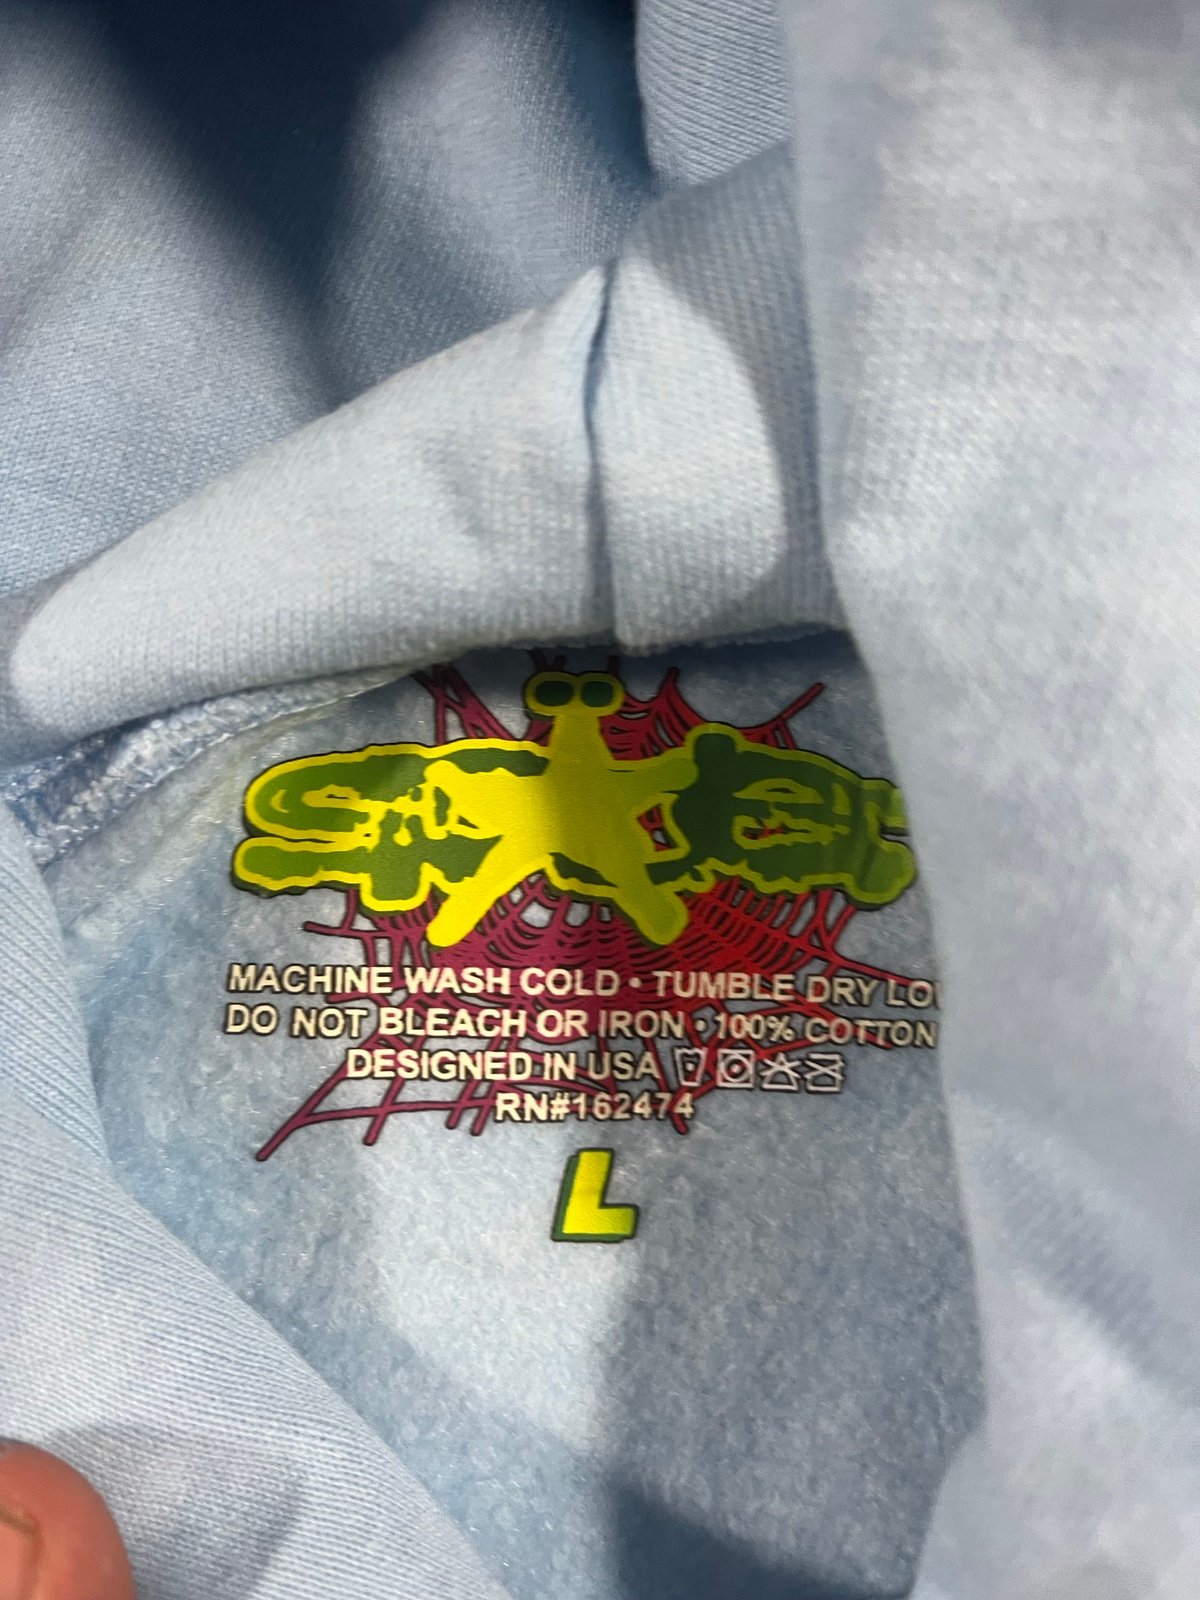 MACHINE WASH COLD • TUMBLE DRY
DO NOT BLEACH OR IRON • 100% COTTON
DESIGNED IN USA
RN#162474
L